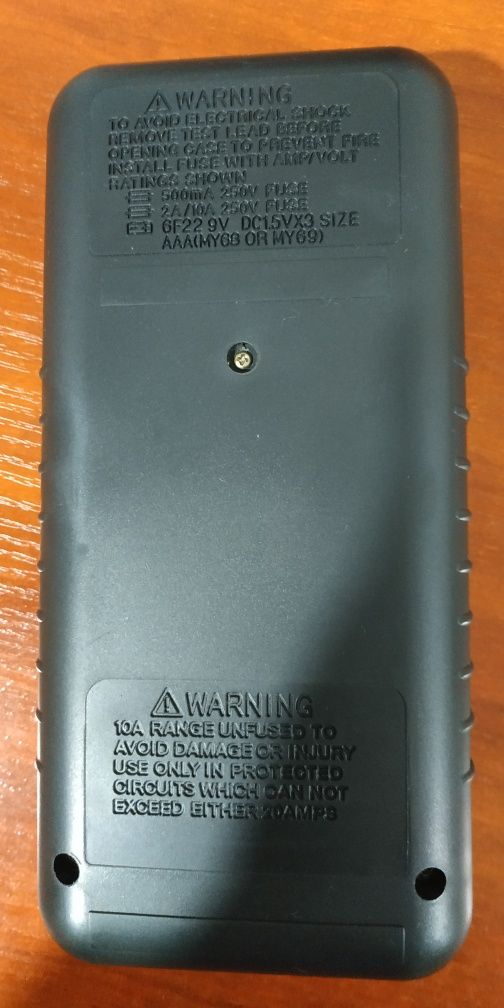 WARNING
TO AVOID ELECTRICAL SHOCK
REMOVE TEST LEAD BEFORE
OPENING CASE TO PREVENT FIRE
INSTALL FUSE WITH AMP/VOLT
RATINGS SHOWN
500mA 250V FUSE
2A/10A 250V FUSE
6F22 9V DC1.5VX3 SIZE
AAA(MY68 OR MY69)
WARNING
10A RANGE UNFUSED TO
AVOID DAMAGE OR INJURY
USE ONLY IN PROTECTED
CIRCUITS WHICH CAN NOT
EXCEED EITHER 20AMPS